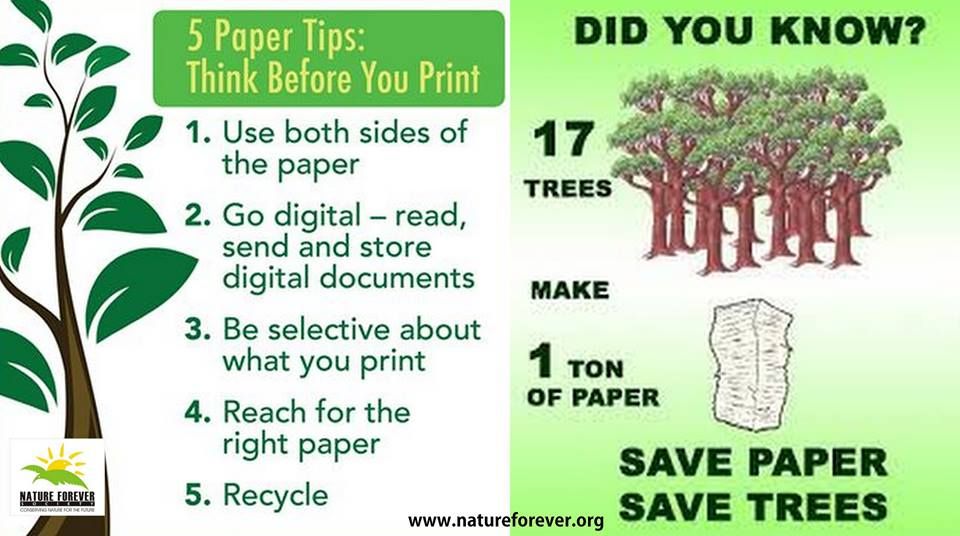 5 Paper Tips:
Think Before You Print
1. Use both sides of
the paper
2. Go digital – read,
send and store
digital documents
3. Be selective about
what you print
4. Reach for the
right paper
5. Recycle
NATURE FOREVER
SOCIETY
CONSERVING NATURE FOR THE FUTURE
DID YOU KNOW?
17
TREES
MAKE
1 TON
OF PAPER
SAVE PAPER
SAVE TREES
www.natureforever.org